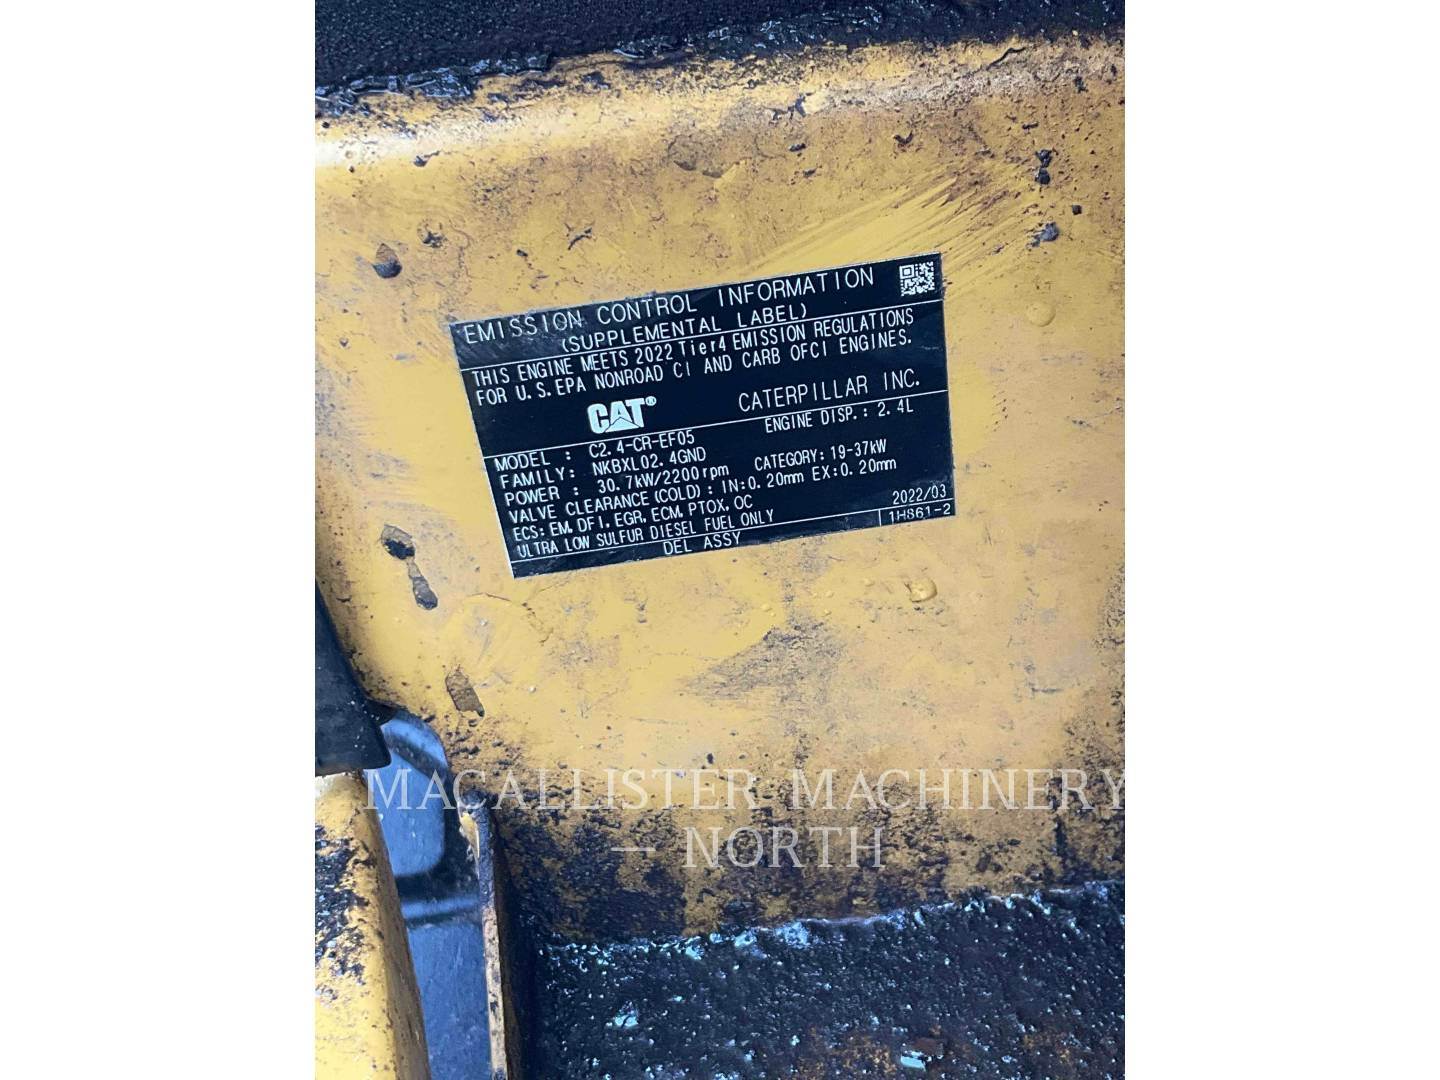 EMISSION CONTROL INFORMATION
(SUPPLEMENTAL LABEL)
THIS ENGINE MEETS 2022 Tier4 EMISSION REGULATIONS
FOR U.S.EPA NONROAD CI AND CARB OFCI ENGINES.
CAT® CATERPILLAR INC.
MODEL : C2.4-CR-EF05 ENGINE DISP.: 2.4L
FAMILY: NKBXL02.4GND
POWER : 30.7kW/2200rpm CATEGORY: 19-37kW
VALVE CLEARANCE(COLD): IN:0.20mm EX:0.20mm
ECS: EM, DFI, EGR, ECM, PTOX, OC
ULTRA LOW SULFUR DIESEL FUEL ONLY 2022/03
DEL ASSY 1H861-2
MACALLISTER MACHINERY
— NORTH